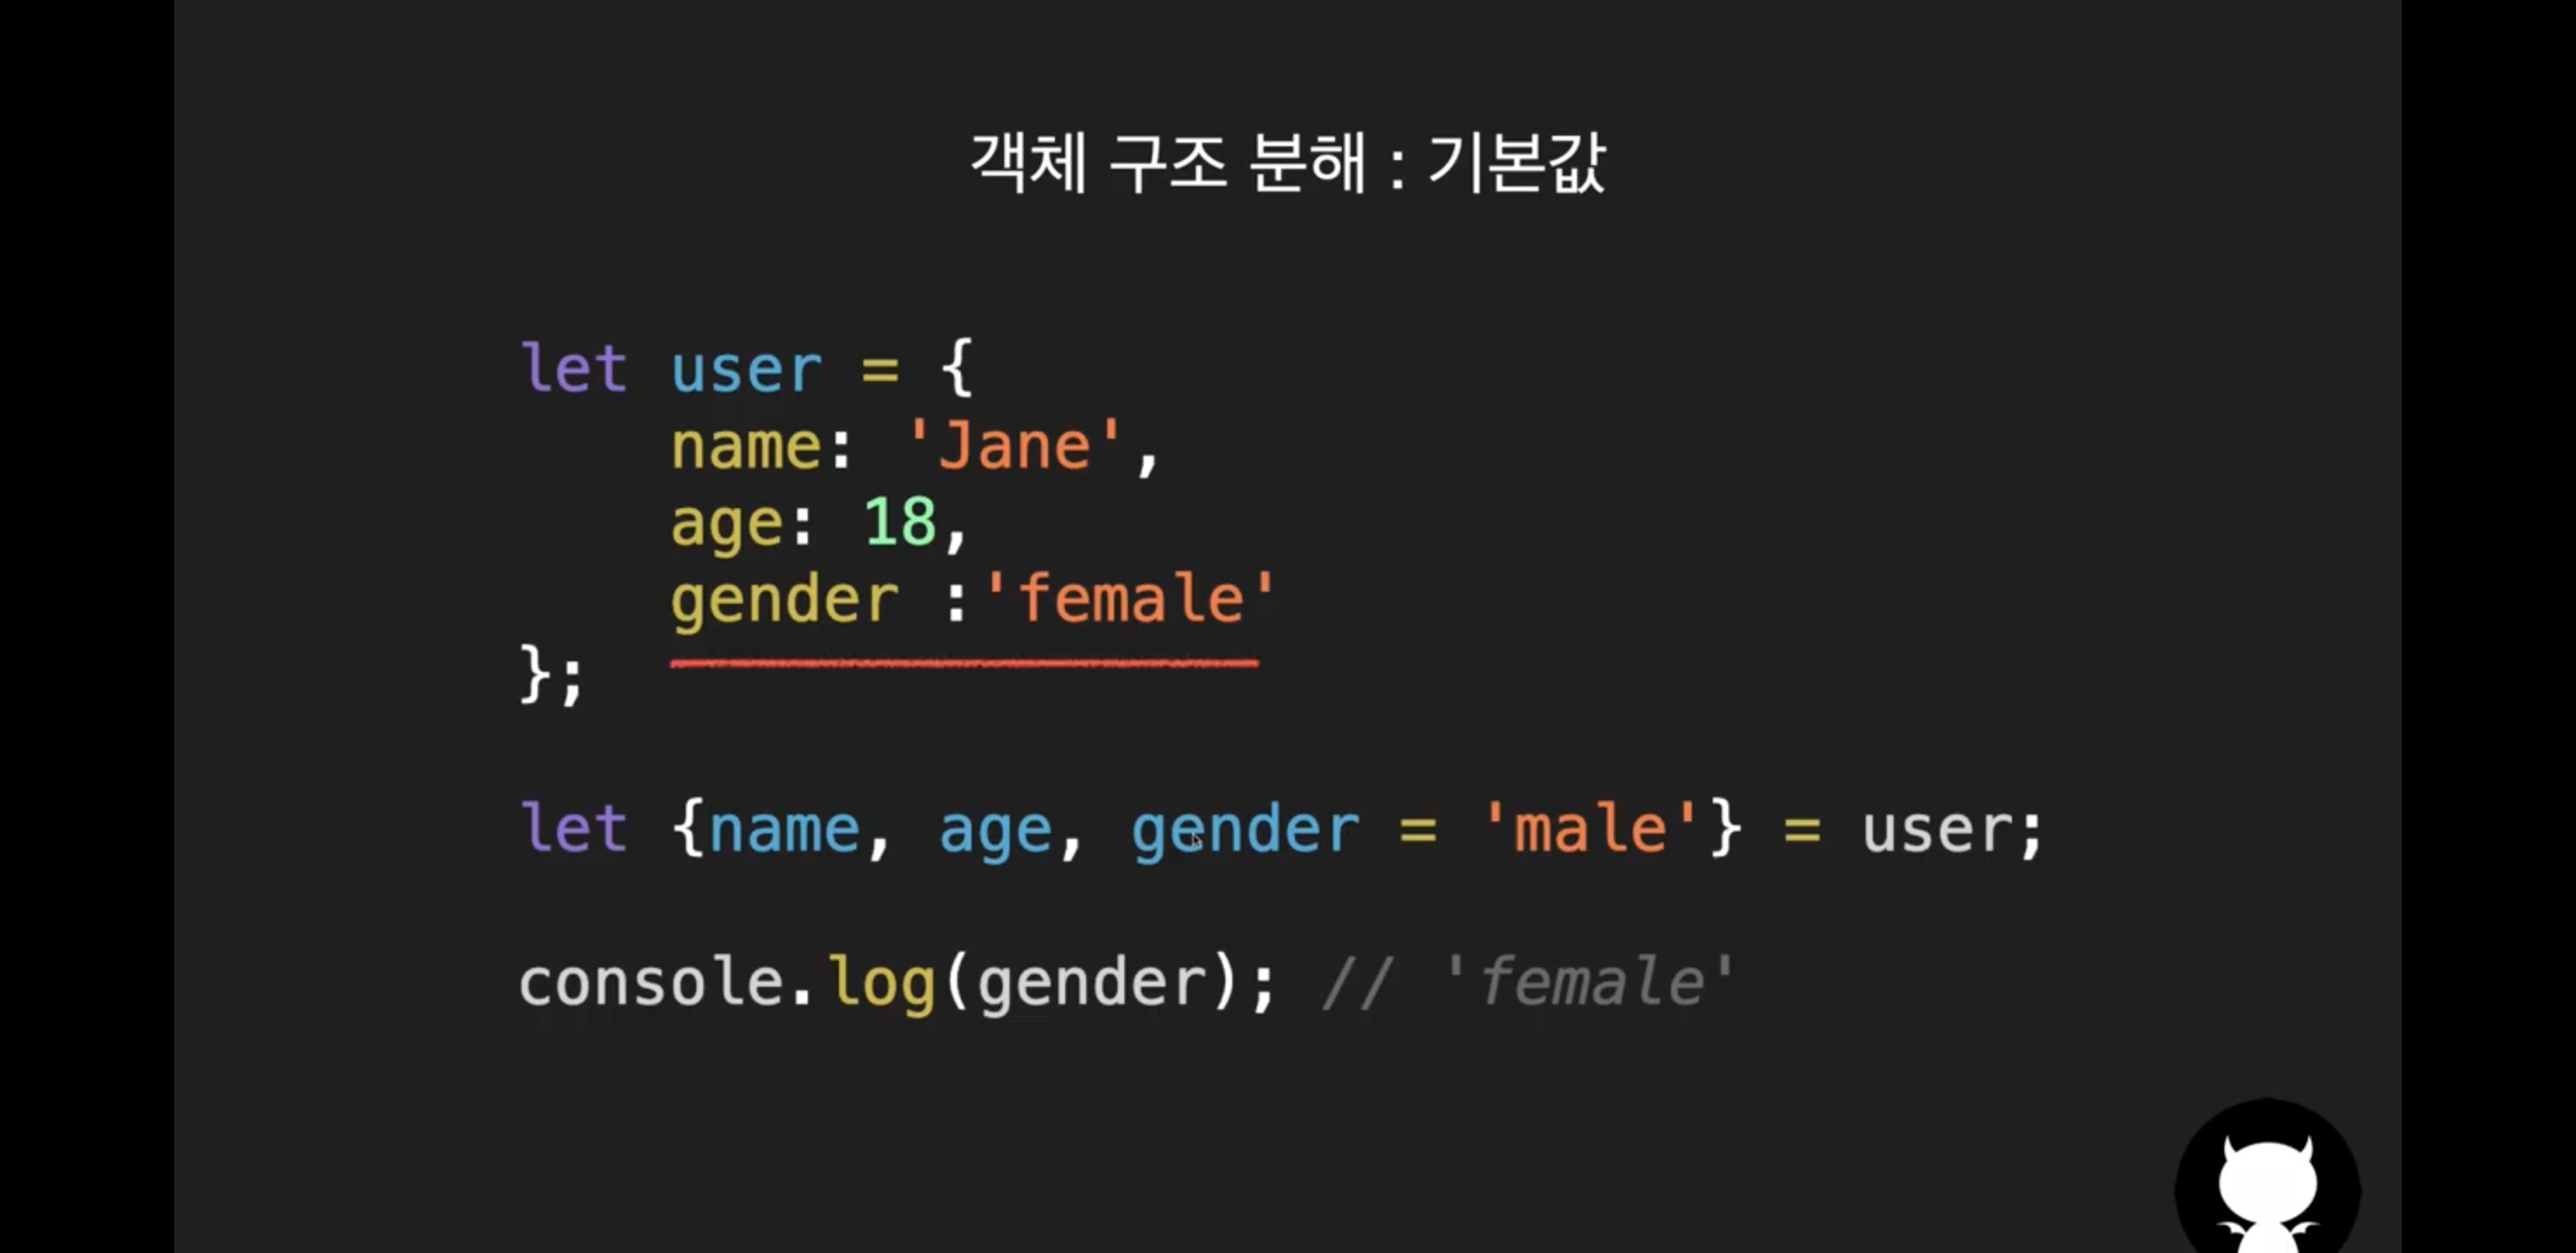 객체 구조 분해 : 기본값
let user = {
    name: 'Jane',
    age: 18,
    gender :'female'
};
let {name, age, gender = 'male'} = user;
console.log(gender); // 'female'